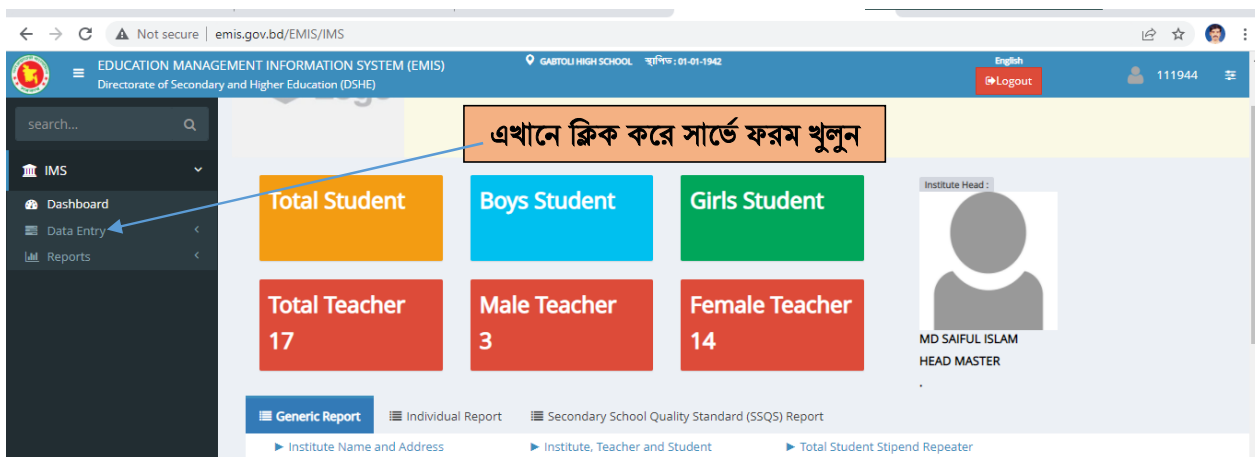 Not secure | emis.gov.bd/EMIS/IMS
EDUCATION MANAGEMENT INFORMATION SYSTEM (EMIS)
Directorate of Secondary and Higher Education (DSHE)
GABTOLI HIGH SCHOOL স্থাপিত : 01-01-1942
English
Logout
111944
search...
এখানে ক্লিক করে সার্ভে ফরম খুলুন
IMS
Dashboard
Data Entry
Reports
Total Student
Boys Student
Girls Student
Institute Head :
Total Teacher
17
Male Teacher
3
Female Teacher
14
MD SAIFUL ISLAM
HEAD MASTER
.
Generic Report
Individual Report
Secondary School Quality Standard (SSQS) Report
Institute Name and Address
Institute, Teacher and Student
Total Student Stipend Repeater